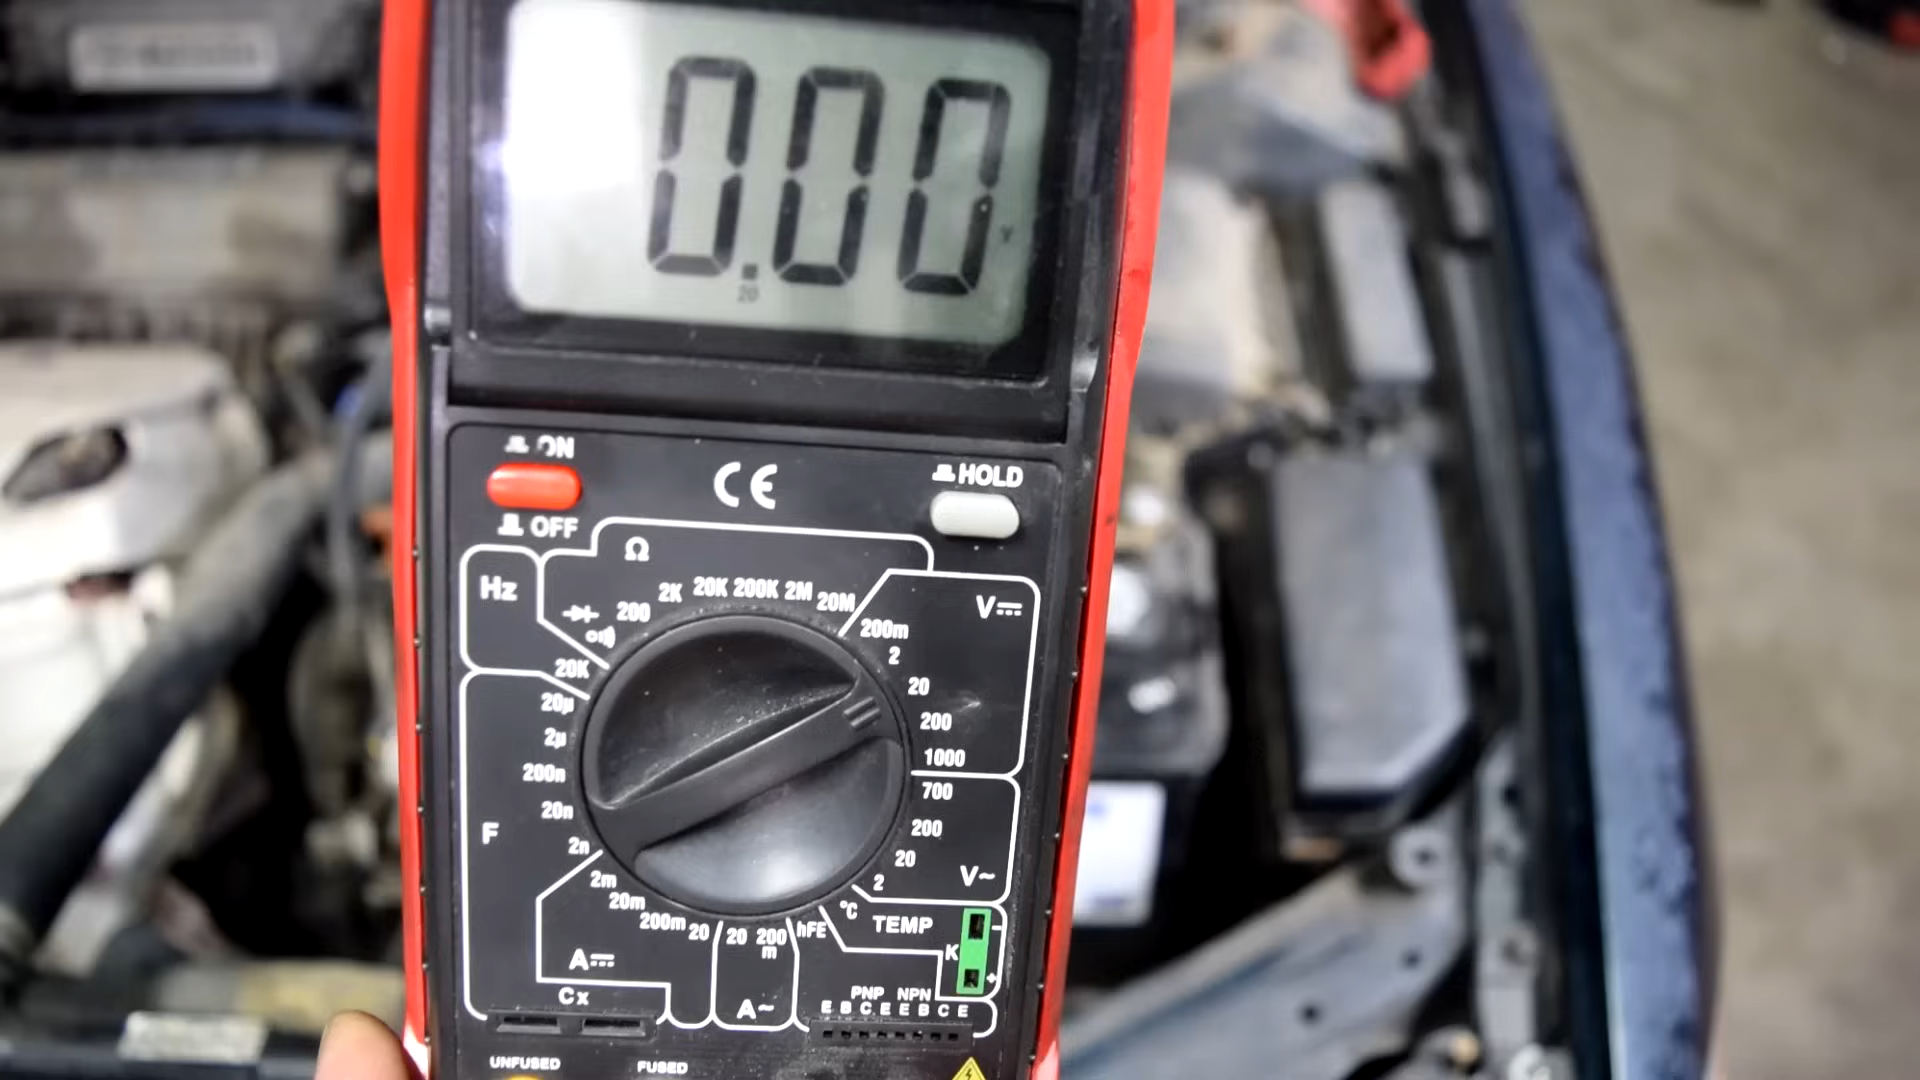 0.00
20
V
ON
CE
HOLD
OFF
Ω
Hz
200 2K 20K 200K 2M 20M
V
200m
2
20
200
1000
20K
20µ
2µ
200n
20n
2n
F
700
200
20
2
V~
2m
20m
200m
20
A
20 200
m
A~
hFE
°C
TEMP
K
-
+
Cx
PNP NPN
E B C E E B C E
UNFUSED
FUSED